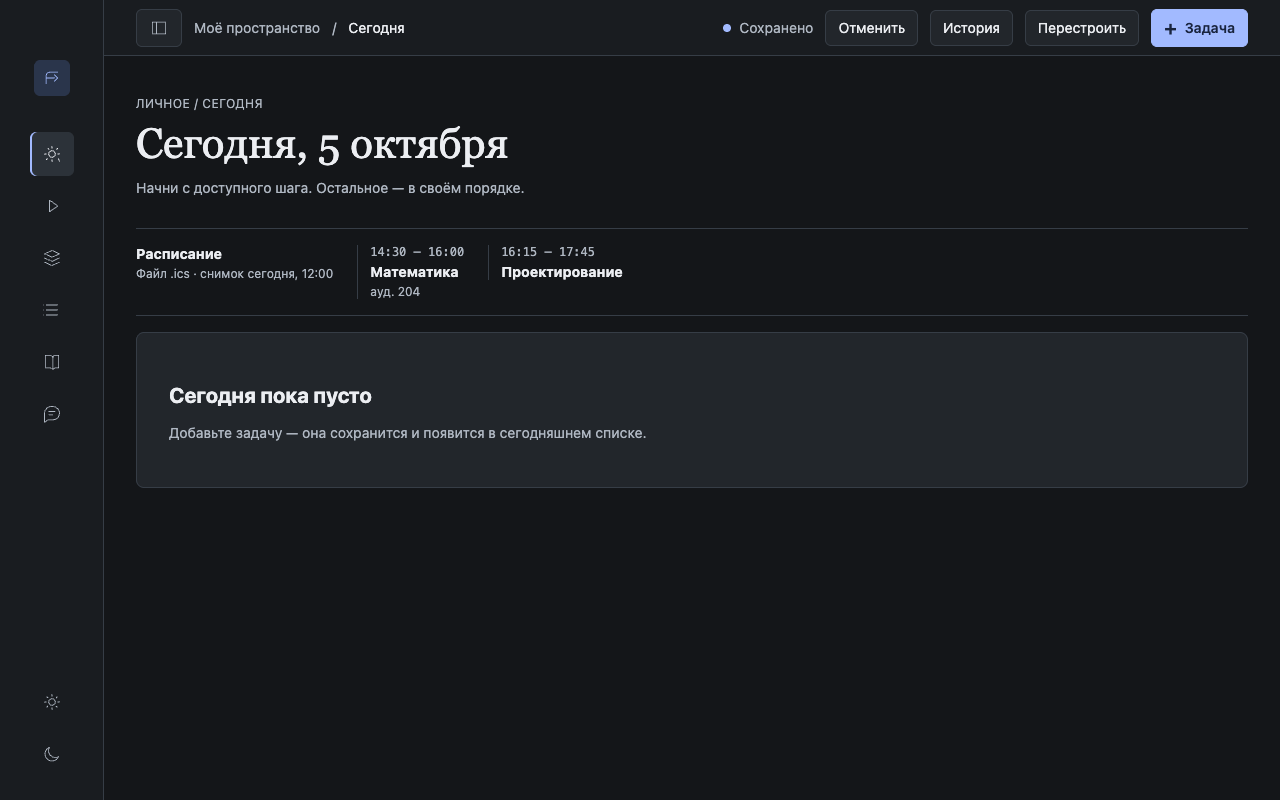 Моё пространство / Сегодня
Сохранено
Отменить
История
Перестроить
+ Задача
ЛИЧНОЕ / СЕГОДНЯ
Сегодня, 5 октября
Начни с доступного шага. Остальное — в своём порядке.
Расписание
Файл .ics · снимок сегодня, 12:00
14:30 — 16:00
Математика
ауд. 204
16:15 — 17:45
Проектирование
Сегодня пока пусто
Добавьте задачу — она сохранится и появится в сегодняшнем списке.